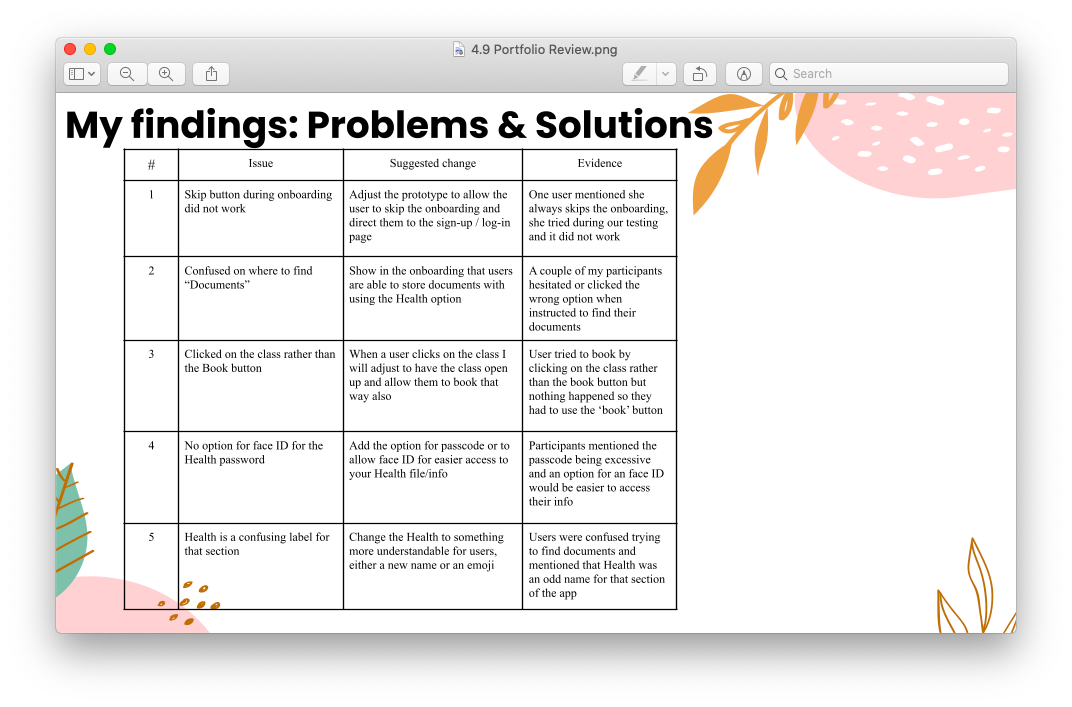 4.9 Portfolio Review.png
Search
My findings: Problems & Solutions
# Issue Suggested change Evidence
1
Skip button during onboarding
did not work
Adjust the prototype to allow the
user to skip the onboarding and
direct them to the sign-up / log-in
page
One user mentioned she
always skips the onboarding,
she tried during our testing
and it did not work
2
Confused on where to find
“Documents”
Show in the onboarding that users
are able to store documents with
using the Health option
A couple of my participants
hesitated or clicked the
wrong option when
instructed to find their
documents
3
Clicked on the class rather than
the Book button
When a user clicks on the class I
will adjust to have the class open
up and allow them to book that
way also
User tried to book by
clicking on the class rather
than the book button but
nothing happened so they
had to use the ‘book’ button
4
No option for face ID for the
Health password
Add the option for passcode or to
allow face ID for easier access to
your Health file/info
Participants mentioned the
passcode being excessive
and an option for an face ID
would be easier to access
their info
5
Health is a confusing label for
that section
Change the Health to something
more understandable for users,
either a new name or an emoji
Users were confused trying
to find documents and
mentioned that Health was
an odd name for that section
of the app